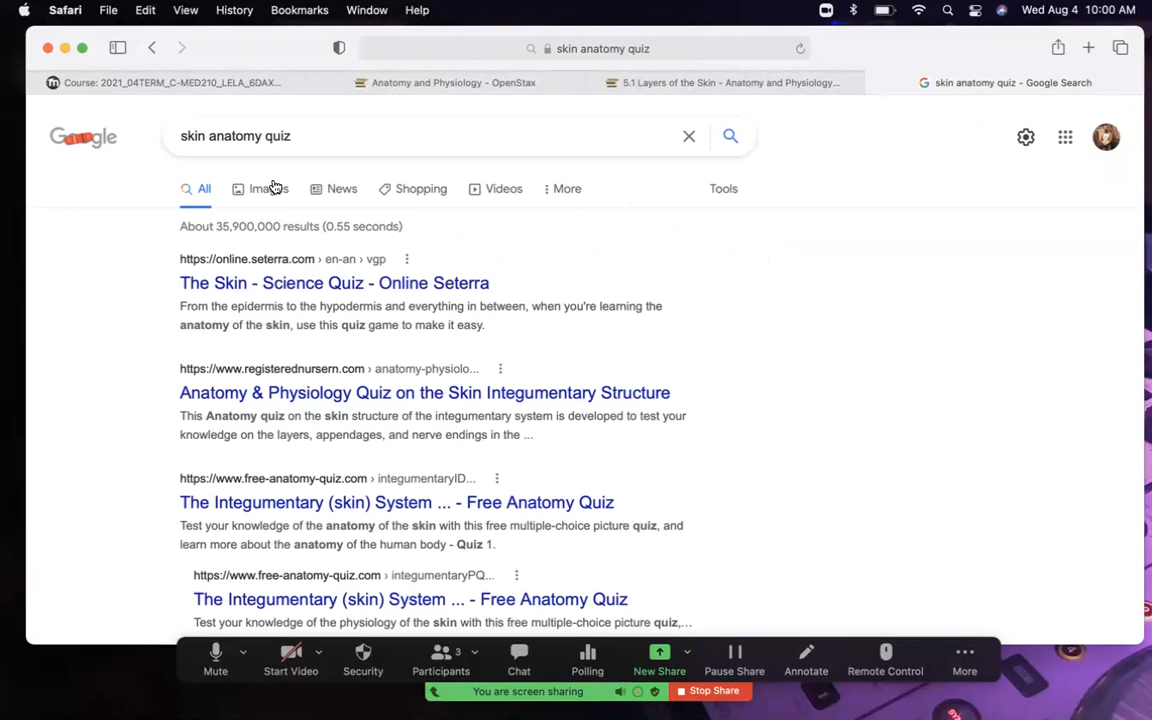 Safari File Edit View History Bookmarks Window Help Wed Aug 4 10:00 AM
skin anatomy quiz
Course: 2021_04TERM_C-MED210_LELA_6DAX... Anatomy and Physiology - OpenStax 5.1 Layers of the Skin - Anatomy and Physiology... skin anatomy quiz - Google Search
Google skin anatomy quiz
All Images News Shopping Videos More Tools
About 35,900,000 results (0.55 seconds)
https://online.seterra.com › en-an › vgp
The Skin - Science Quiz - Online Seterra
From the epidermis to the hypodermis and everything in between, when you're learning the
anatomy of the skin, use this quiz game to make it easy.
https://www.registerednursern.com › anatomy-physiolo...
Anatomy & Physiology Quiz on the Skin Integumentary Structure
This Anatomy quiz on the skin structure of the integumentary system is developed to test your
knowledge on the layers, appendages, and nerve endings in the ...
https://www.free-anatomy-quiz.com › integumentaryID...
The Integumentary (skin) System ... - Free Anatomy Quiz
Test your knowledge of the anatomy of the skin with this free multiple-choice picture quiz, and
learn more about the anatomy of the human body - Quiz 1.
https://www.free-anatomy-quiz.com › integumentaryPQ...
The Integumentary (skin) System ... - Free Anatomy Quiz
Test your knowledge of the physiology of the skin with this free multiple-choice picture quiz,...
3
Mute Start Video Security Participants Chat Polling New Share Pause Share Annotate Remote Control More
You are screen sharing Stop Share